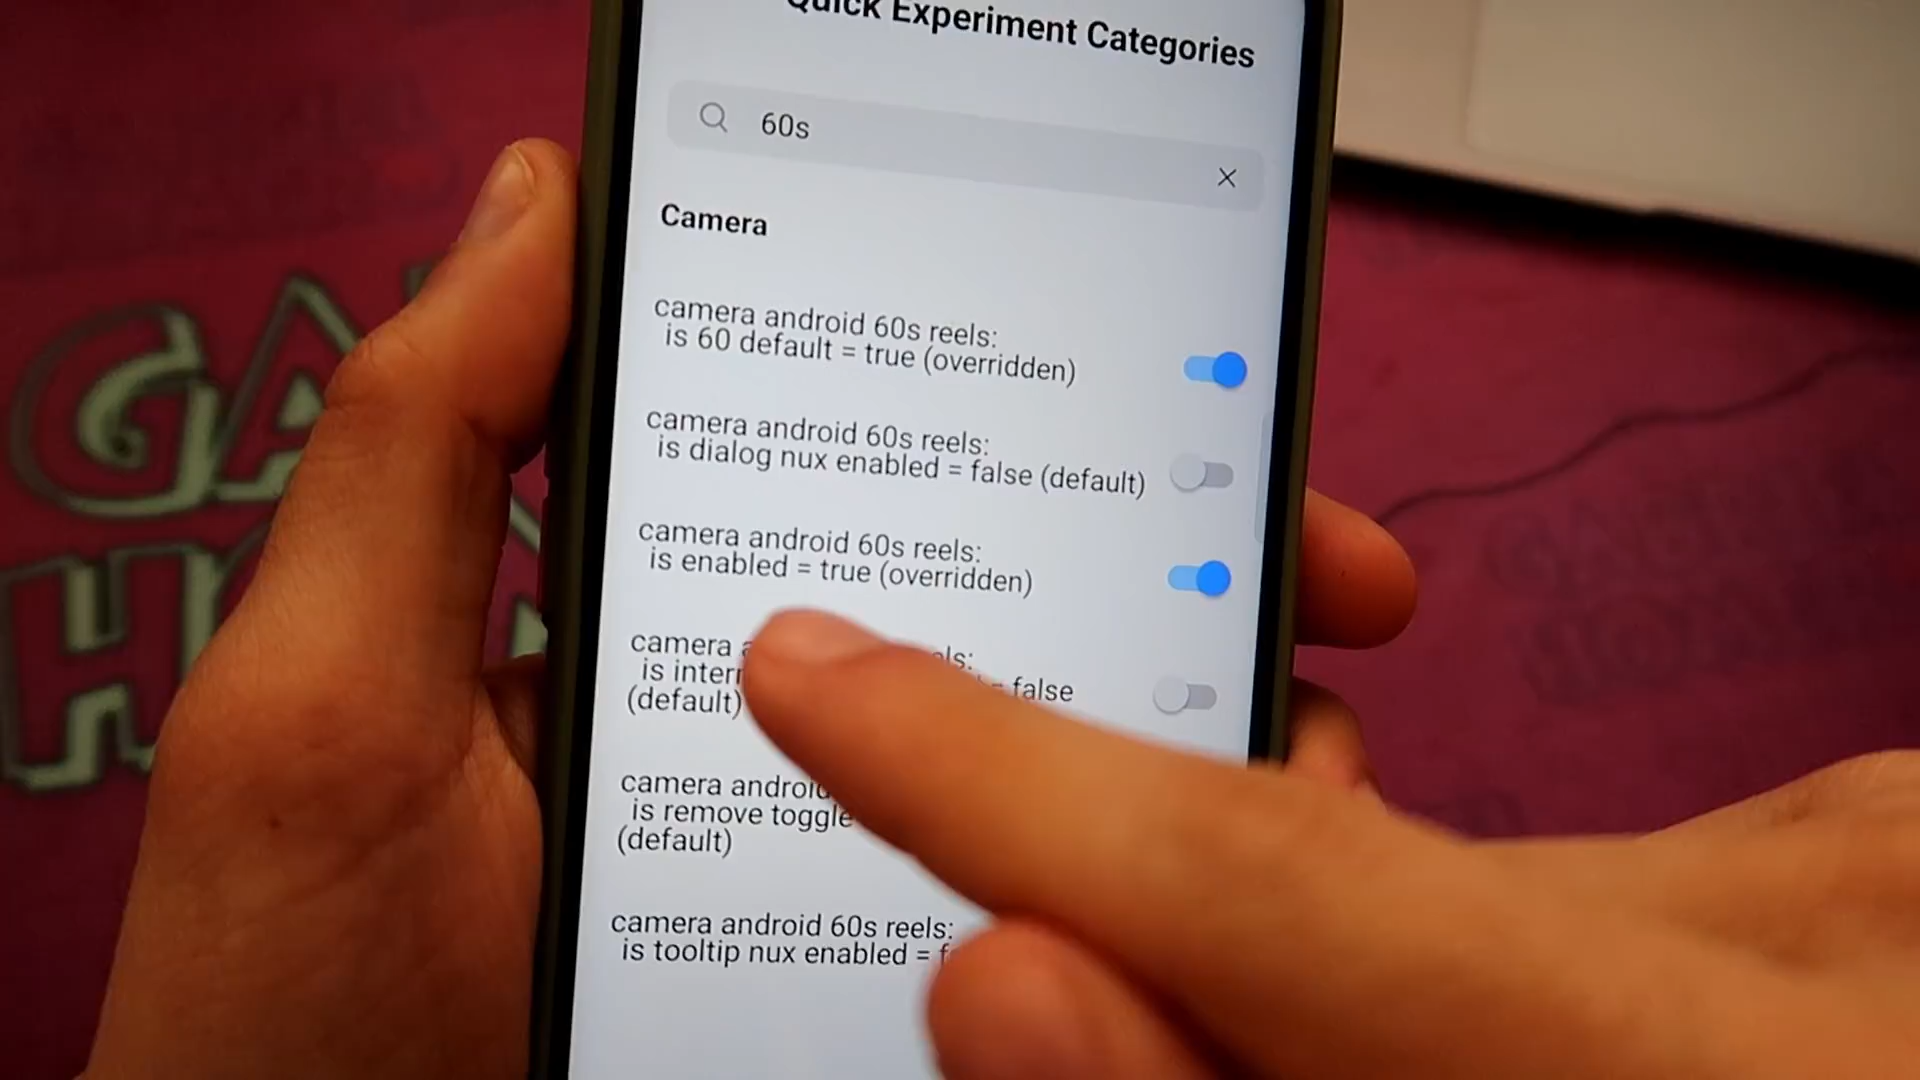 Quick Experiment Categories
60s
Camera
camera android 60s reels:
is 60 default = true (overridden)
camera android 60s reels:
is dialog nux enabled = false (default)
camera android 60s reels:
is enabled = true (overridden)
camera
is = false
(default)
camera android
is remove toggle
(default)
camera android 60s reels:
is tooltip nux enabled =